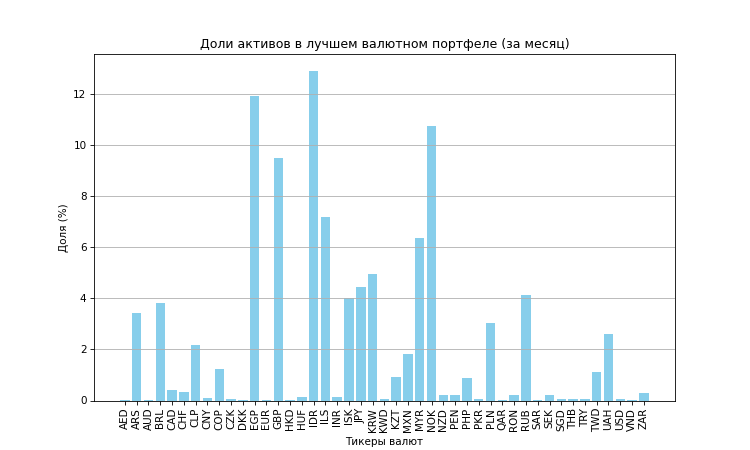 Доли активов в лучшем валютном портфеле (за месяц)
Доля (%)
12
10
8
6
4
2
0
AED ARS AUD BRL CAD CHF CLP CNY COP CZK DKK EGP EUR GBP HKD HUF IDR ILS INR ISK JPY KRW KWD KZT MXN MYR NOK NZD PEN PHP PKR PLN QAR RON RUB SAR SEK SGD THB TRY TWD UAH USD VND ZAR
Тикеры валют